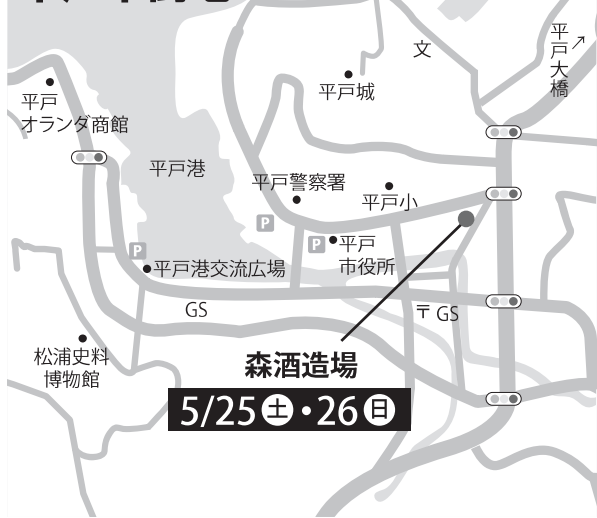 平戸大橋
文
平戸城
平戸
オランダ商館
平戸港
平戸警察署
平戸小
P
P
平戸
市役所
P
平戸港交流広場
GS
〒GS
松浦史料
博物館
森酒造場
5/25土・26日